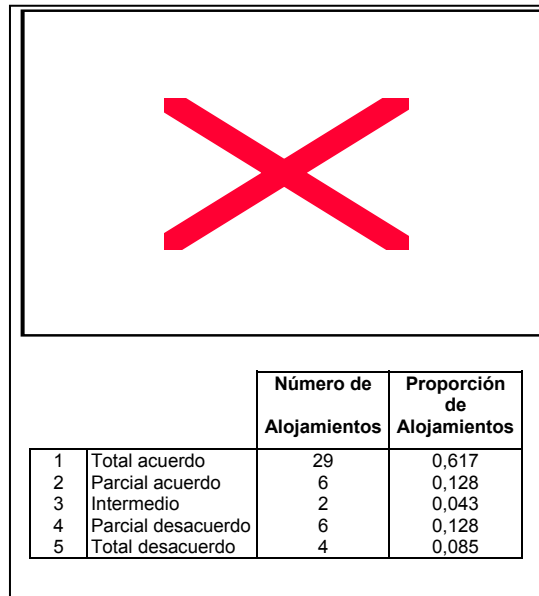 Número de Proporción
de
Alojamientos Alojamientos
1 Total acuerdo 29 0,617
2 Parcial acuerdo 6 0,128
3 Intermedio 2 0,043
4 Parcial desacuerdo 6 0,128
5 Total desacuerdo 4 0,085